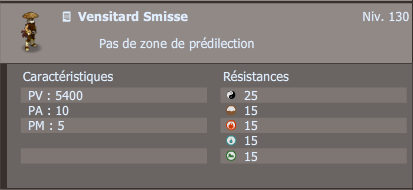 Vensitard Smisse Niv. 130
Pas de zone de prédilection
Caractéristiques Résistances
PV : 5400 25
PA : 10 15
PM : 5 15
15
15